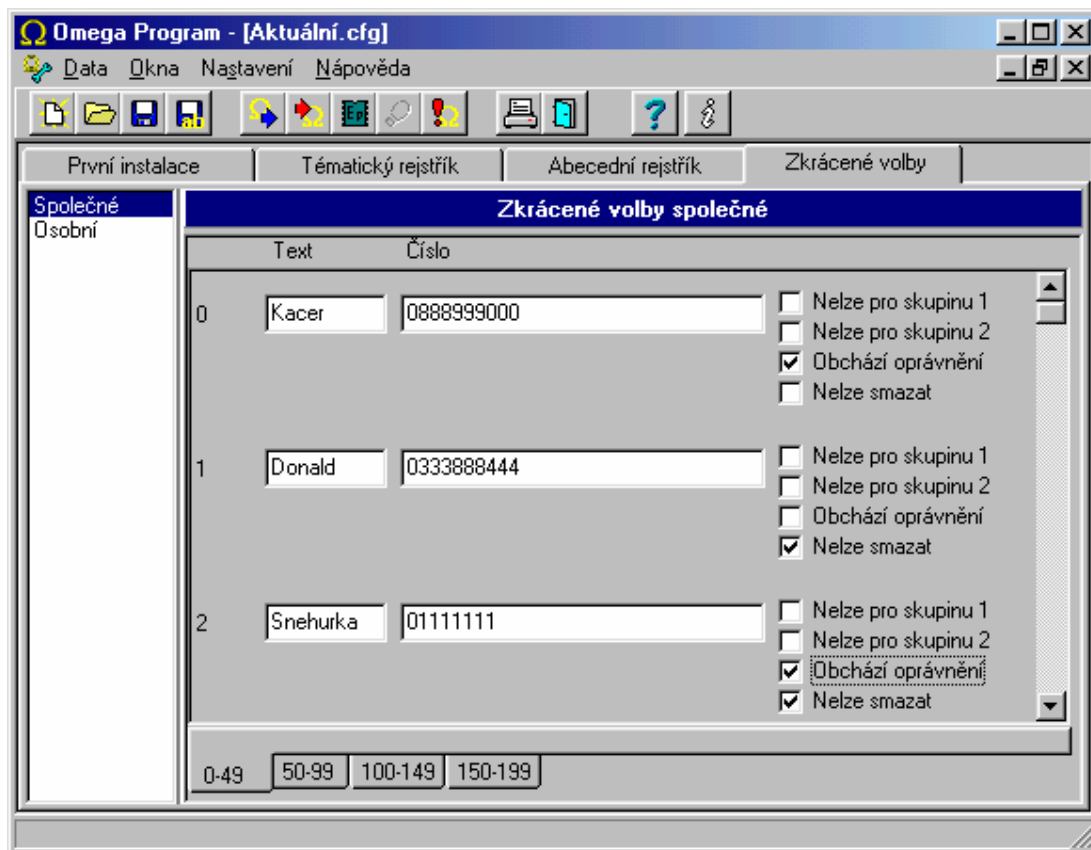 Omega Program - [Aktuální.cfg]
Data Okna Nastavení Nápověda
Ep
První instalace Tématický rejstřík Abecední rejstřík Zkrácené volby
Společné
Osobní
Zkrácené volby společné
Text Číslo
0 Kacer 0888999000
Nelze pro skupinu 1
Nelze pro skupinu 2
Obchází oprávnění
Nelze smazat
1 Donald 0333888444
Nelze pro skupinu 1
Nelze pro skupinu 2
Obchází oprávnění
Nelze smazat
2 Snehurka 01111111
Nelze pro skupinu 1
Nelze pro skupinu 2
Obchází oprávnění
Nelze smazat
0-49 50-99 100-149 150-199